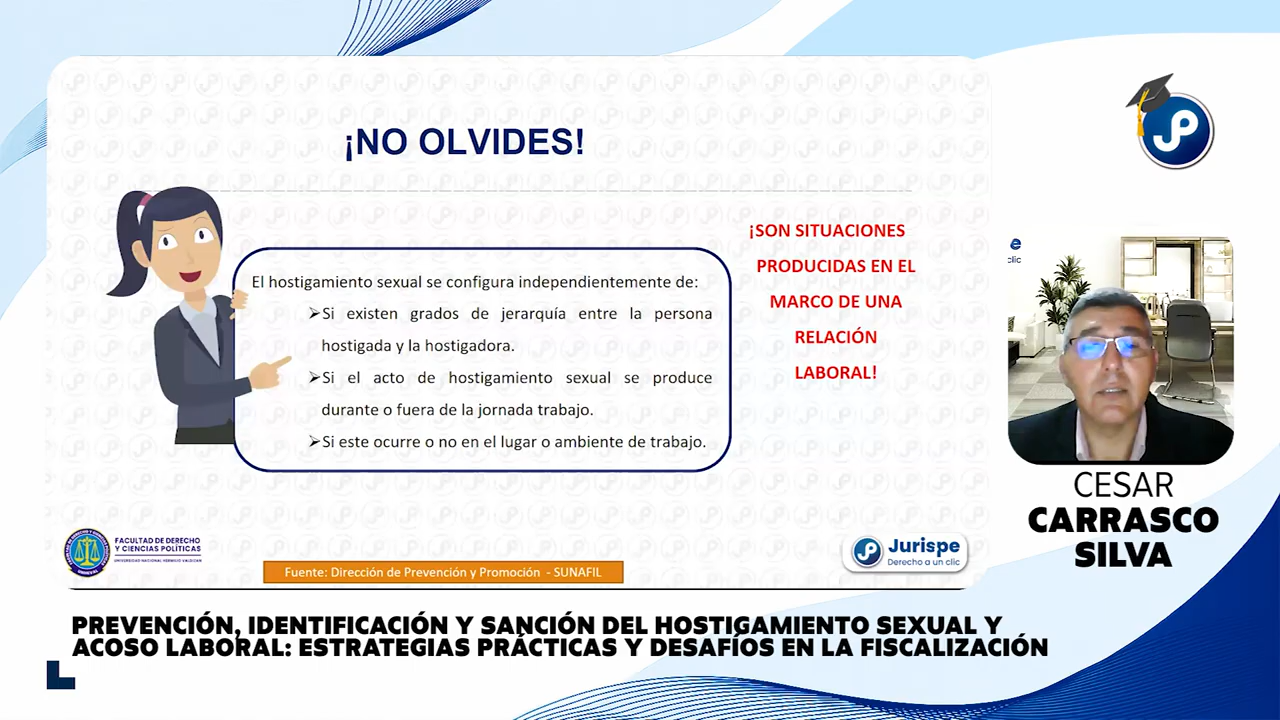 ¡NO OLVIDES!
El hostigamiento sexual se configura independientemente de:
➤Si existen grados de jerarquía entre la persona
hostigada y la hostigadora.
➤Si el acto de hostigamiento sexual se produce
durante o fuera de la jornada trabajo.
➤Si este ocurre o no en el lugar o ambiente de trabajo.
¡SON SITUACIONES
PRODUCIDAS EN EL
MARCO DE UNA
RELACIÓN
LABORAL!
FACULTAD DE DERECHO
Y CIENCIAS POLÍTICAS
UNIVERSIDAD NACIONAL HERMILIO VALDIZAN
Fuente: Dirección de Prevención y Promoción - SUNAFIL
JP
Jurispe
Derecho a un clic
JP
e
clic
CESAR
CARRASCO
SILVA
PREVENCIÓN, IDENTIFICACIÓN Y SANCIÓN DEL HOSTIGAMIENTO SEXUAL Y
ACOSO LABORAL: ESTRATEGIAS PRÁCTICAS Y DESAFÍOS EN LA FISCALIZACIÓN